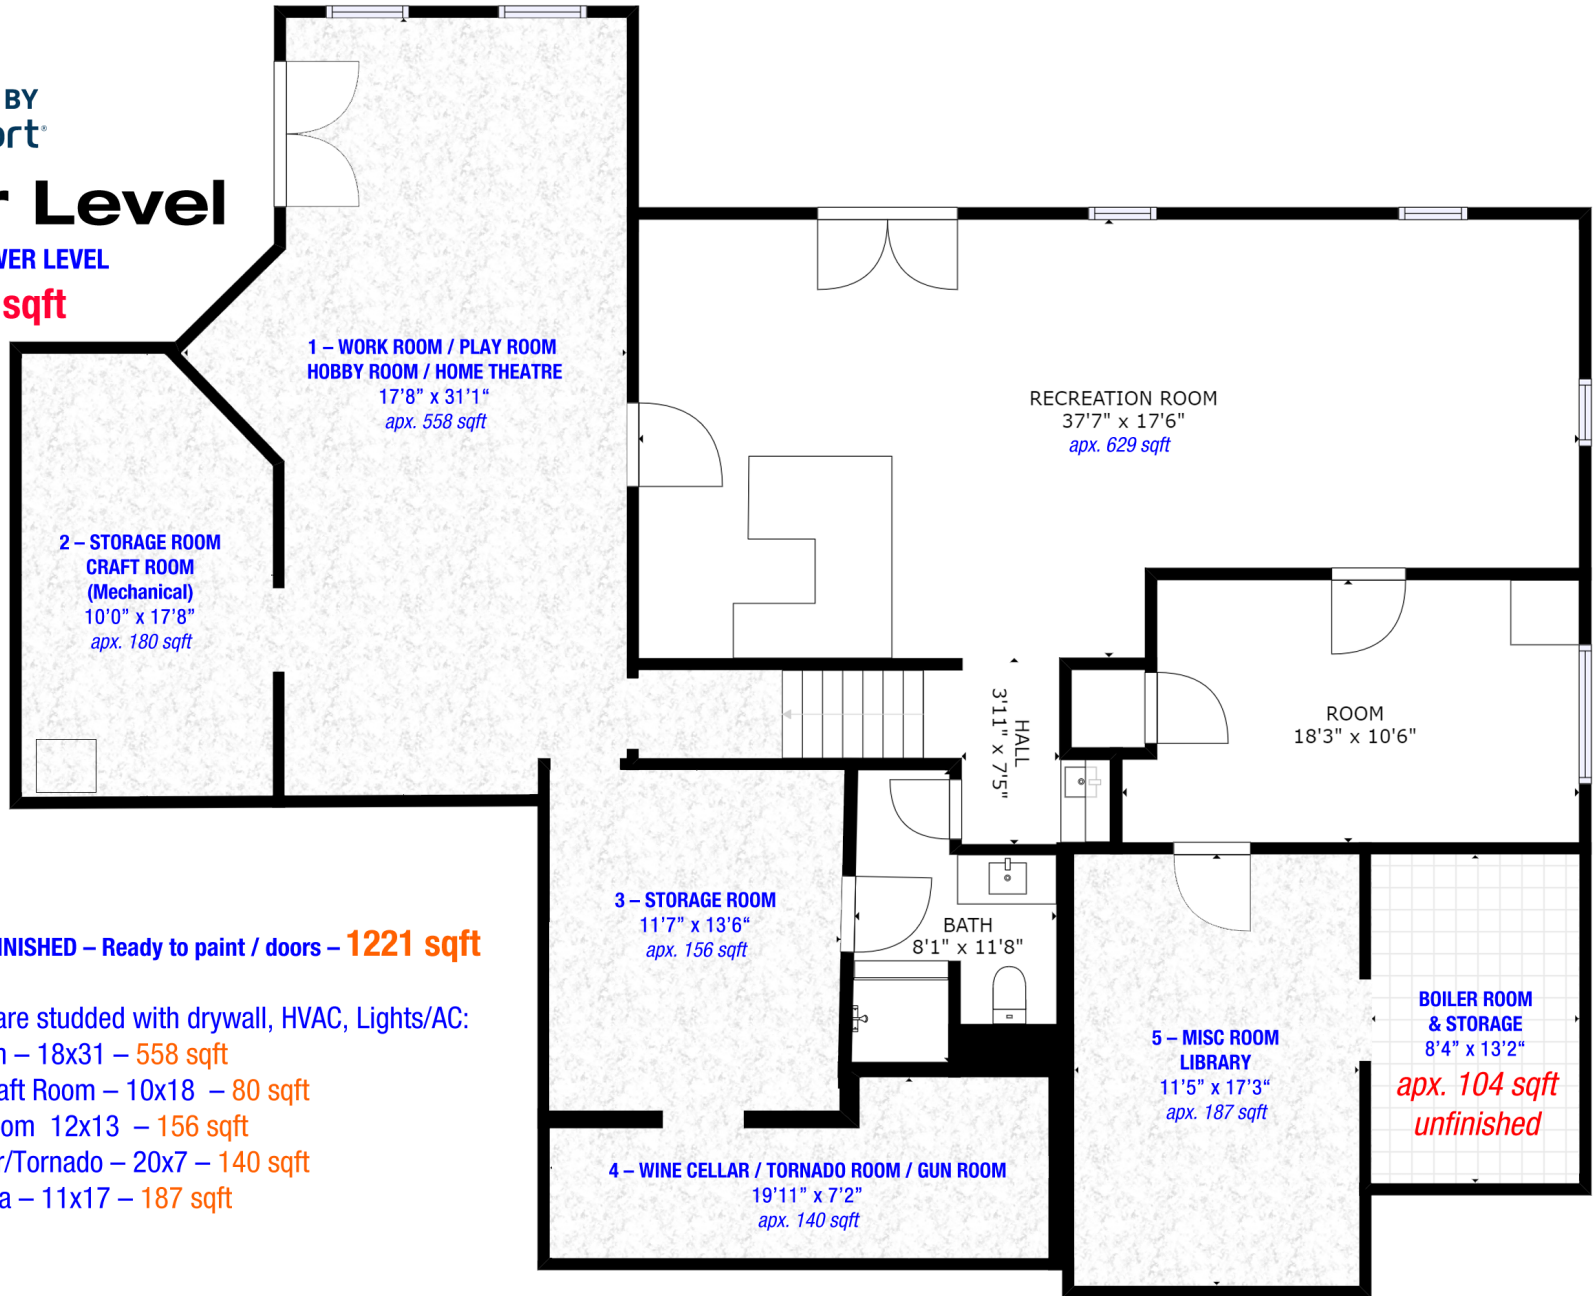 BY
ort®
r Level
WER LEVEL
sqft
1 – WORK ROOM / PLAY ROOM
HOBBY ROOM / HOME THEATRE
17’8” x 31’1“
apx. 558 sqft
RECREATION ROOM
37'7" x 17'6"
apx. 629 sqft
2 – STORAGE ROOM
CRAFT ROOM
(Mechanical)
10’0” x 17’8”
apx. 180 sqft
HALL
3'11" x 7'5"
ROOM
18'3" x 10'6"
3 – STORAGE ROOM
11’7” x 13’6“
apx. 156 sqft
BATH
8'1" x 11'8"
INISHED – Ready to paint / doors – 1221 sqft
are studded with drywall, HVAC, Lights/AC:
n – 18x31 – 558 sqft
aft Room – 10x18 – 80 sqft
om 12x13 – 156 sqft
r/Tornado – 20x7 – 140 sqft
a – 11x17 – 187 sqft
4 – WINE CELLAR / TORNADO ROOM / GUN ROOM
19’11” x 7’2”
apx. 140 sqft
5 – MISC ROOM
LIBRARY
11’5” x 17’3“
apx. 187 sqft
BOILER ROOM
& STORAGE
8’4” x 13’2“
apx. 104 sqft
unfinished